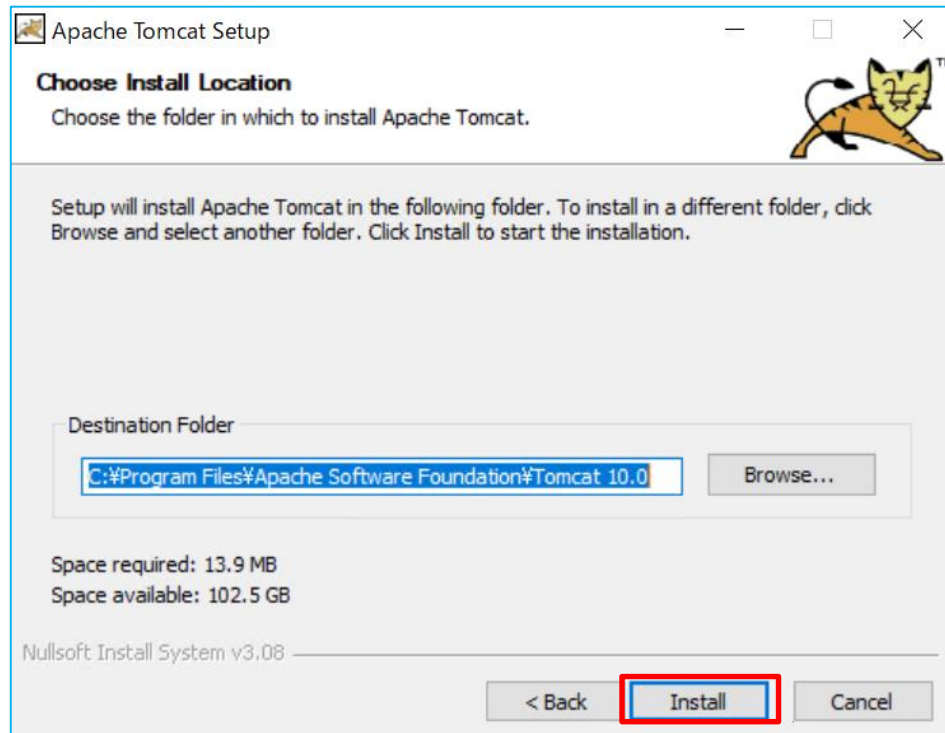 Apache Tomcat Setup
Choose Install Location
Choose the folder in which to install Apache Tomcat.
TM
Setup will install Apache Tomcat in the following folder. To install in a different folder, click
Browse and select another folder. Click Install to start the installation.
Destination Folder
C:¥Program Files¥Apache Software Foundation¥Tomcat 10.0
Browse...
Space required: 13.9 MB
Space available: 102.5 GB
Nullsoft Install System v3.08
< Back Install Cancel